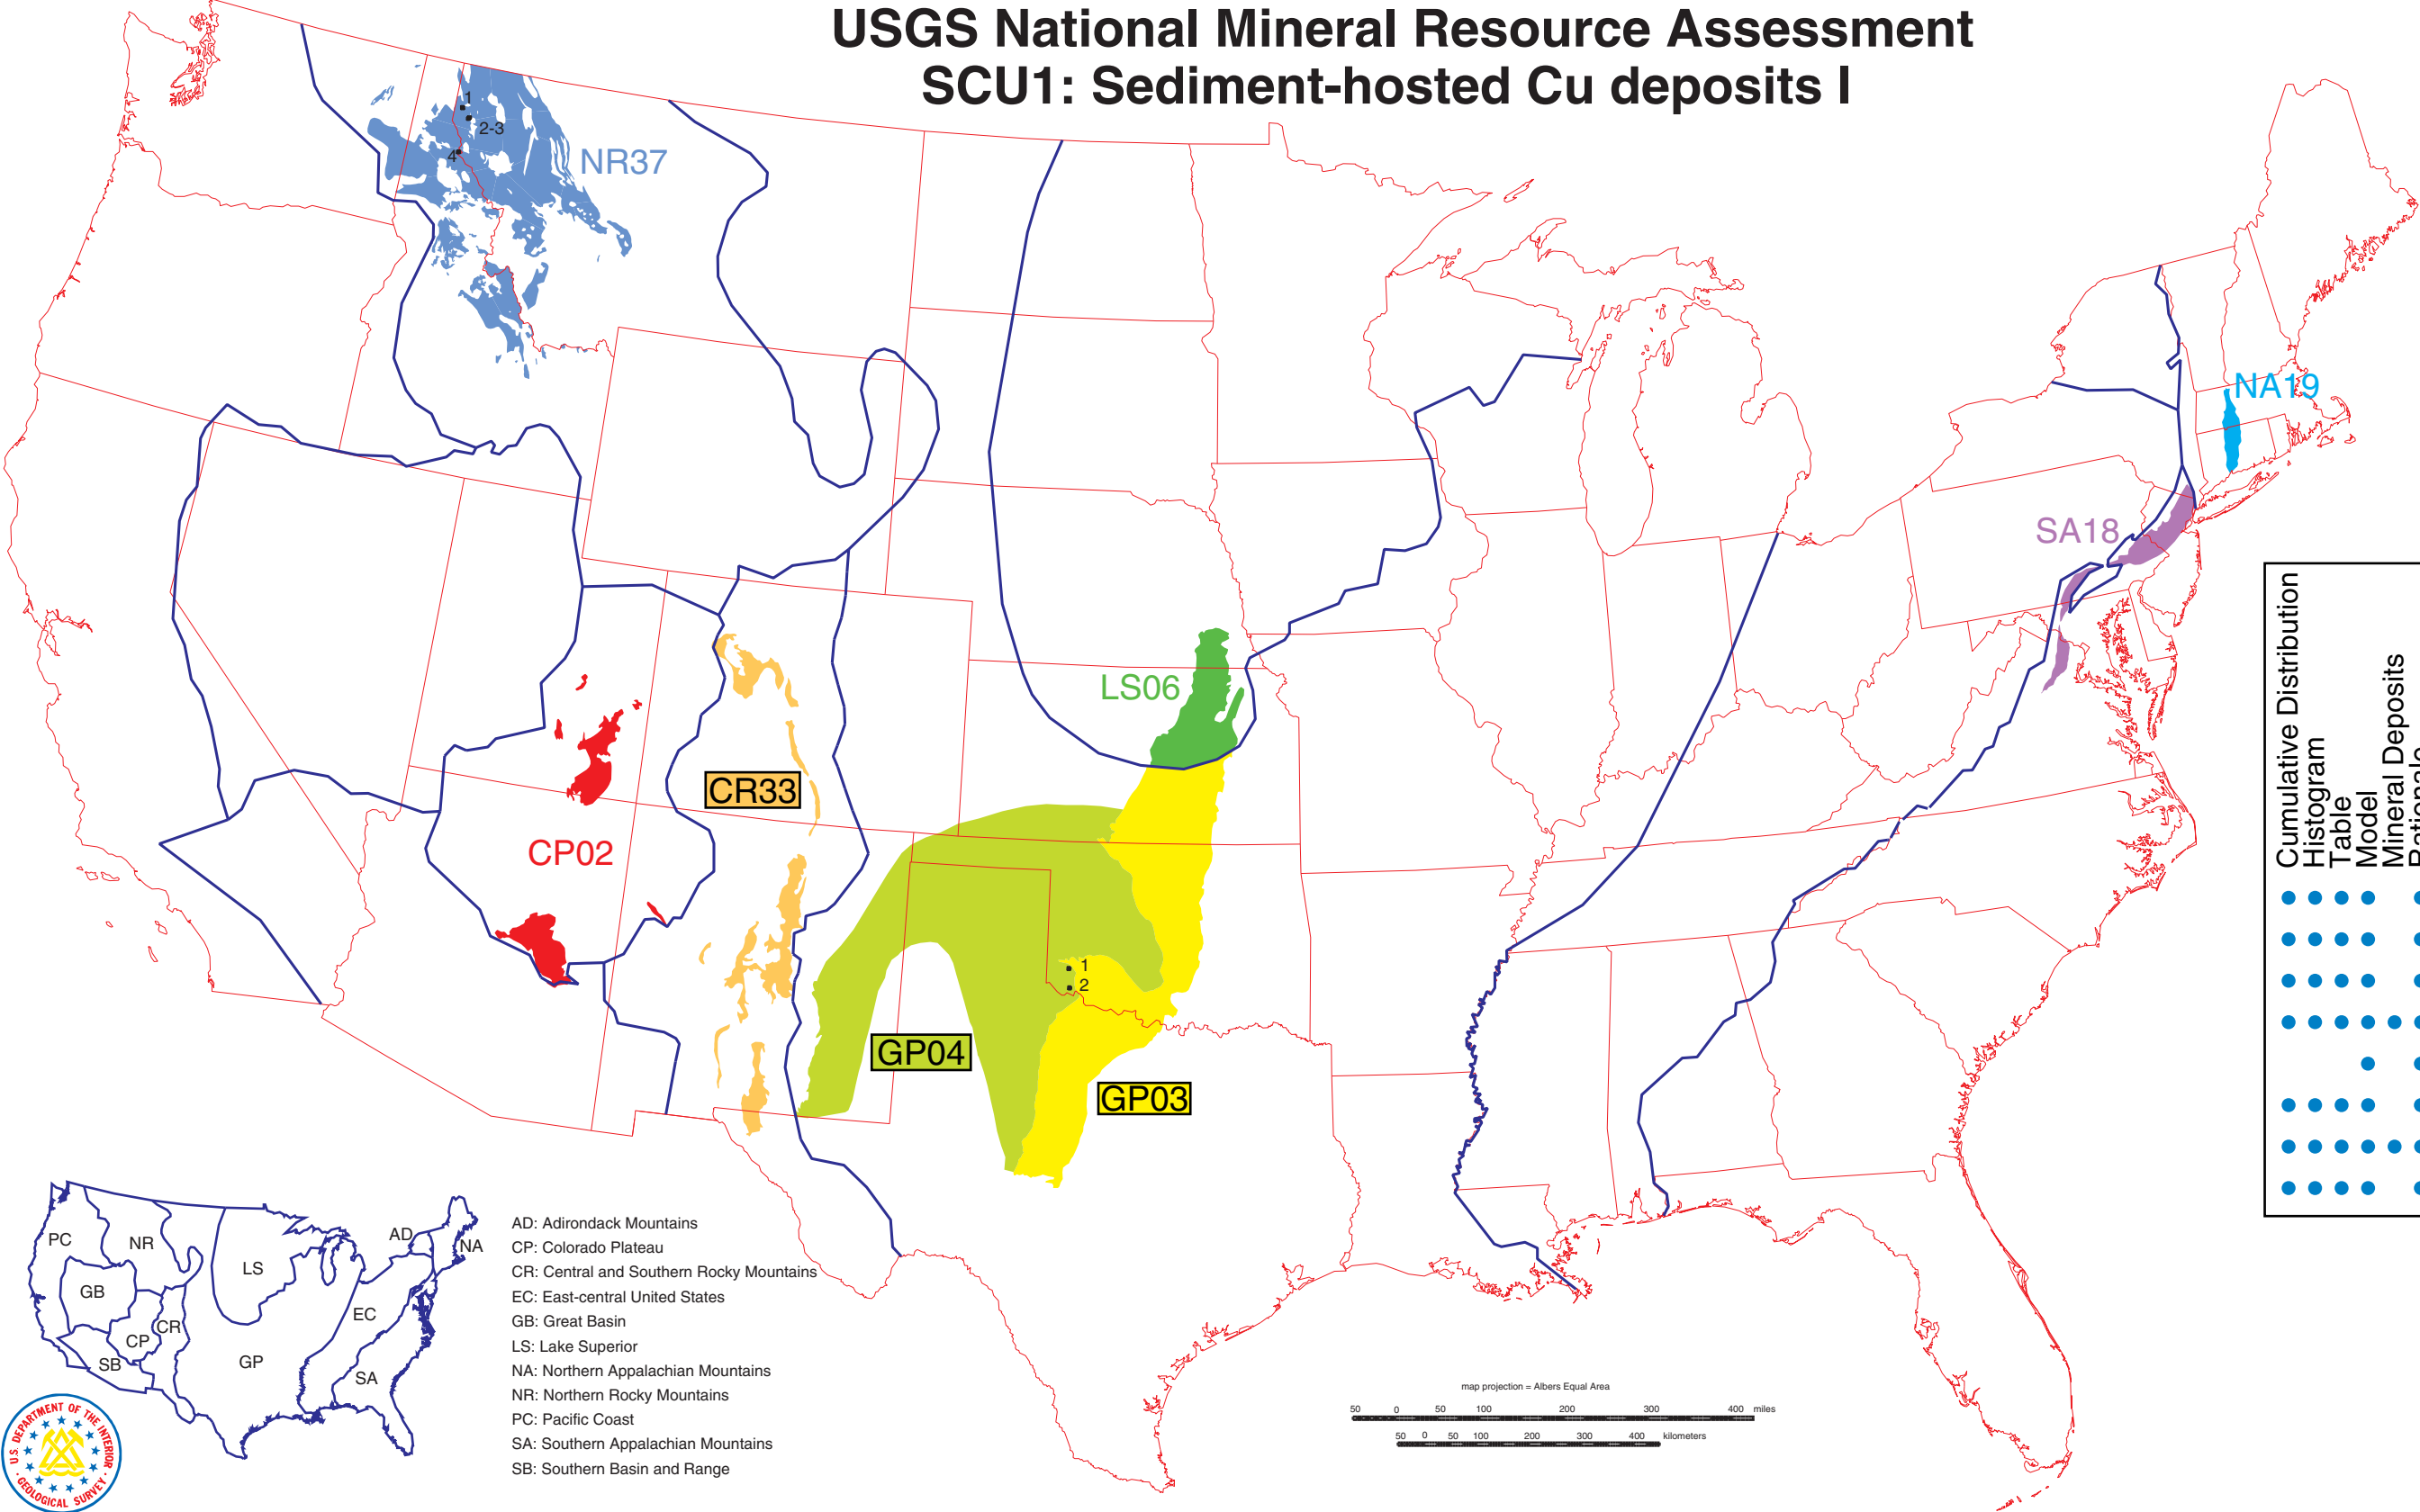 USGS National Mineral Resource Assessment
SCU1: Sediment-hosted Cu deposits I
1
2-3
4
NR37
NA19
SA18
LS06
CR33
CP02
1
2
GP04
GP03
Cumulative Distribution
Histogram
Table
Model
Mineral Deposits
Rationale
PC
NR
LS
AD
NA
GB
CP
CR
EC
SB
GP
SA
AD: Adirondack Mountains
CP: Colorado Plateau
CR: Central and Southern Rocky Mountains
EC: East-central United States
GB: Great Basin
LS: Lake Superior
NA: Northern Appalachian Mountains
NR: Northern Rocky Mountains
PC: Pacific Coast
SA: Southern Appalachian Mountains
SB: Southern Basin and Range
map projection = Albers Equal Area
50 0 50 100 200 300 400 miles
50 0 50 100 200 300 400 kilometers
U.S. DEPARTMENT OF THE INTERIOR
GEOLOGICAL SURVEY